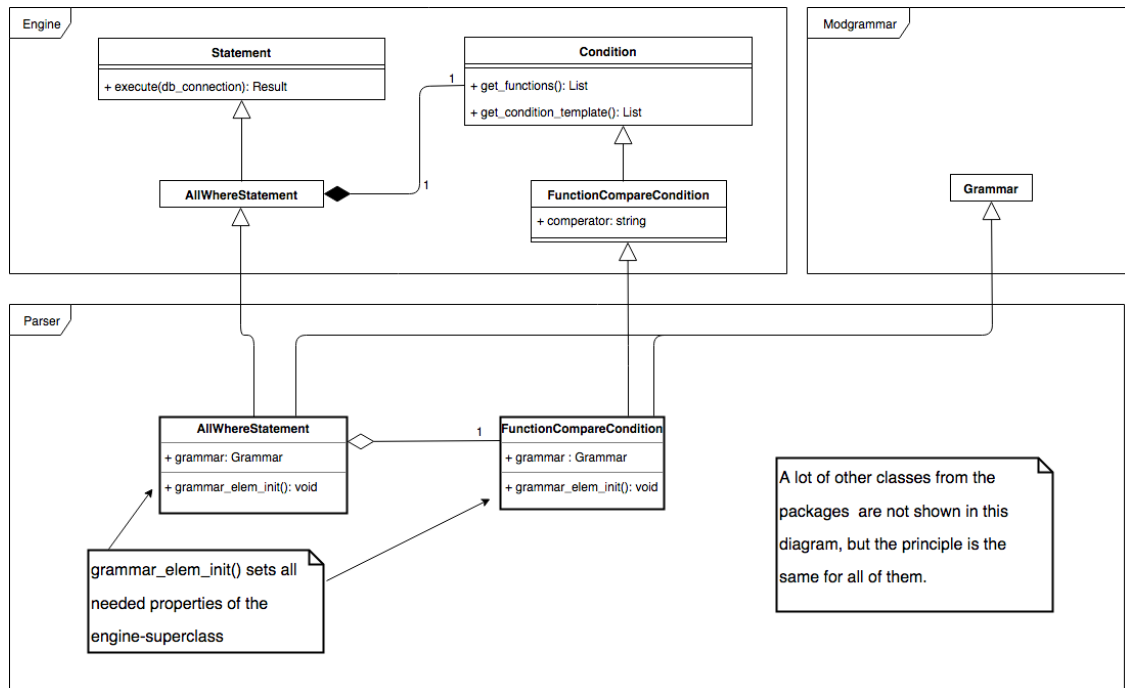 Engine
Modgrammar
Statement
+ execute(db_connection): Result
Condition
1
+ get_functions(): List
+ get_condition_template(): List
AllWhereStatement
1
FunctionCompareCondition
+ comperator: string
Grammar
Parser
AllWhereStatement
+ grammar: Grammar
+ grammar_elem_init(): void
1
FunctionCompareCondition
+ grammar : Grammar
+ grammar_elem_init(): void
A lot of other classes from the
packages are not shown in this
diagram, but the principle is the
same for all of them.
grammar_elem_init() sets all
needed properties of the
engine-superclass